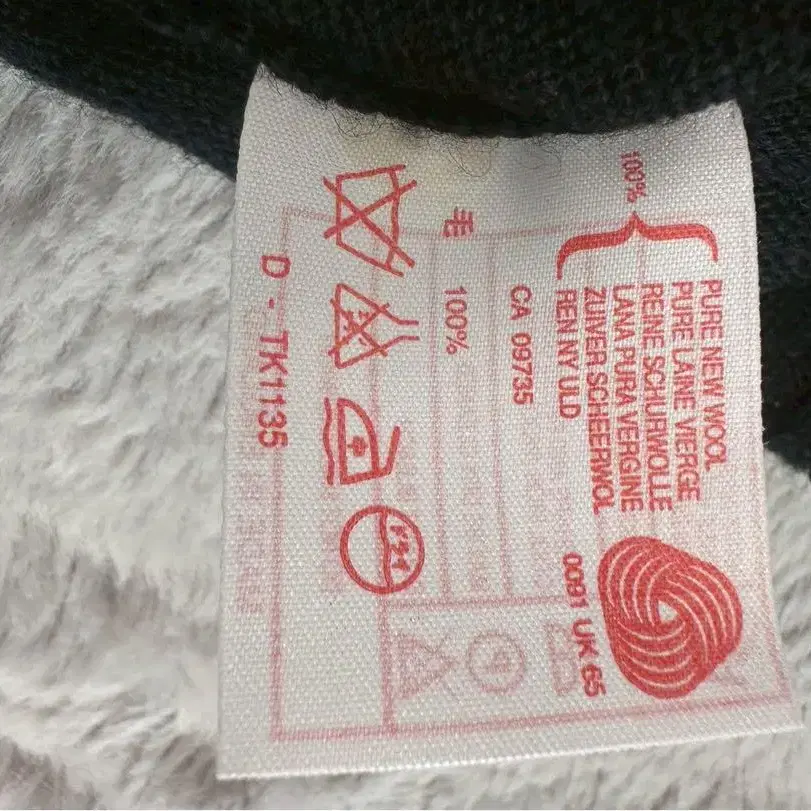 100%
PURE NEW WOOL
PURE LAINE VIERGE
REINE SCHURWOLLE
LANA PURA VERGINE
ZUIVER SCHEERWOL
REN NY ULD
0091 UK 65
CA 09735
毛 100%
D - TK1135